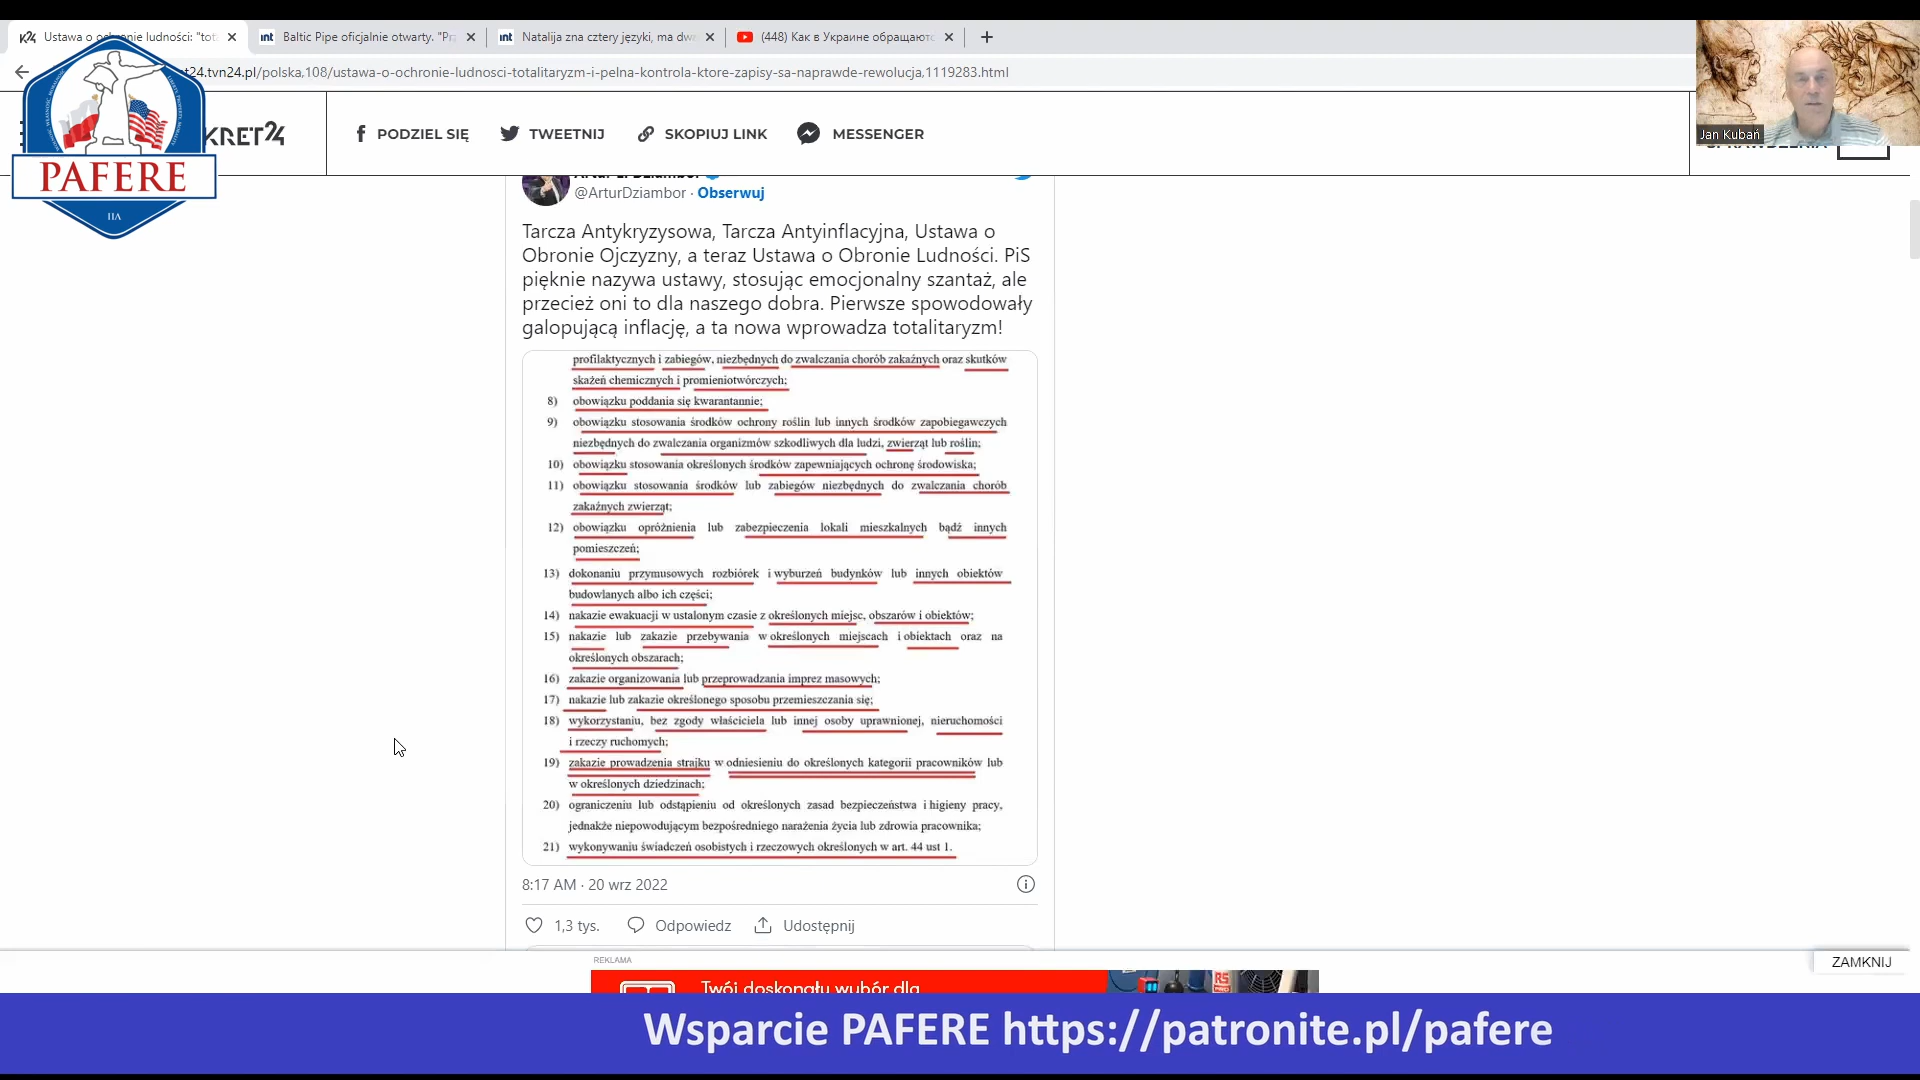 Ustawa o ochronie ludności: "tot
Baltic Pipe oficjalnie otwarty. "Prz
Natalija zna cztery języki, ma dwa
(448) Как в Украине обращаютс
t24.tvn24.pl/polska,108/ustawa-o-ochronie-ludnosci-totalitaryzm-i-pelna-kontrola-ktore-zapisy-sa-naprawde-rewolucja,1119283.html
KRET24
PODZIEL SIĘ
TWEETNIJ
SKOPIUJ LINK
MESSENGER
Jan Kubań
PAFERE
@ArturDziambor · Obserwuj
Tarcza Antykryzysowa, Tarcza Antyinflacyjna, Ustawa o
Obronie Ojczyzny, a teraz Ustawa o Obronie Ludności. PiS
pięknie nazywa ustawy, stosując emocjonalny szantaż, ale
przecież oni to dla naszego dobra. Pierwsze spowodowały
galopującą inflację, a ta nowa wprowadza totalitaryzm!
profilaktycznych i zabiegów, niezbędnych do zwalczania chorób zakaźnych oraz skutków
skażeń chemicznych i promieniotwórczych;
8) obowiązku poddania się kwarantannie;
9) obowiązku stosowania środków ochrony roślin lub innych środków zapobiegawczych
niezbędnych do zwalczania organizmów szkodliwych dla ludzi, zwierząt lub roślin;
10) obowiązku stosowania określonych środków zapewniających ochronę środowiska;
11) obowiązku stosowania środków lub zabiegów niezbędnych do zwalczania chorób
zakaźnych zwierząt;
12) obowiązku opróżnienia lub zabezpieczenia lokali mieszkalnych bądź innych
pomieszczeń;
13) dokonaniu przymusowych rozbiórek i wyburzeń budynków lub innych obiektów
budowlanych albo ich części;
14) nakazie ewakuacji w ustalonym czasie z określonych miejsc, obszarów i obiektów;
15) nakazie lub zakazie przebywania w określonych miejscach i obiektach oraz na
określonych obszarach;
16) zakazie organizowania lub przeprowadzania imprez masowych;
17) nakazie lub zakazie określonego sposobu przemieszczania się;
18) wykorzystaniu, bez zgody właściciela lub innej osoby uprawnionej, nieruchomości
i rzeczy ruchomych;
19) zakazie prowadzenia strajku w odniesieniu do określonych kategorii pracowników lub
w określonych dziedzinach;
20) ograniczeniu lub odstąpieniu od określonych zasad bezpieczeństwa i higieny pracy,
jednakże niepowodującym bezpośredniego narażenia życia lub zdrowia pracownika;
21) wykonywaniu świadczeń osobistych i rzeczowych określonych w art. 44 ust 1.
8:17 AM · 20 wrz 2022
1,3 tys.
Odpowiedz
Udostępnij
REKLAMA
ZAMKNIJ
Twój doskonały wybór dla
Wsparcie PAFERE https://patronite.pl/pafere